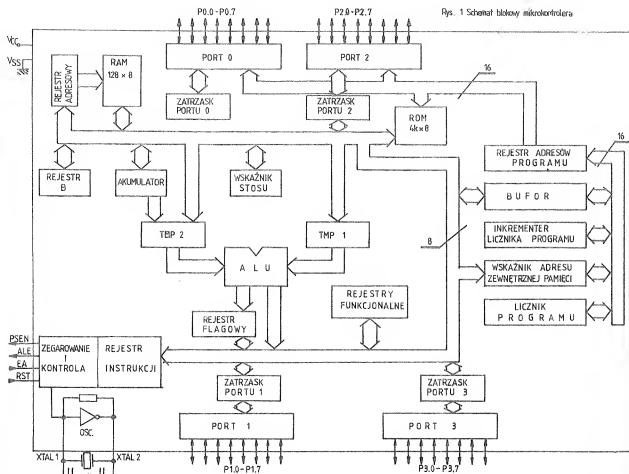 Rys. 1 Schemat blokowy mikrokontrolera
P0.0-P0.7
P2.0-P2.7
VCC
VSS
REJESTR
ADRESOWY
RAM
128 × 8
PORT 0
PORT 2
ZATRZASK
PORTU 0
ZATRZASK
PORTU 2
ROM
4k×8
16
16
REJESTR ADRESÓW
PROGRAMU
REJESTR
B
AKUMULATOR
WSKAŹNIK
STOSU
BUFOR
TMP 2
TMP 1
8
INKREMENTER
LICZNIKA PROGRAMU
ALU
WSKAŹNIK ADRESU
ZEWNĘTRZNEJ PAMIĘCI
REJESTRY
FUNKCJONALNE
LICZNIK
PROGRAMU
REJESTR
FLAGOWY
PSEN
ALE
EA
RST
ZEGAROWANIE
I
KONTROLA
REJESTR
INSTRUKCJI
ZATRZASK
PORTU 1
ZATRZASK
PORTU 3
OSC.
PORT 1
PORT 3
XTAL 1
XTAL 2
P1.0-P1.7
P3.0-P3.7